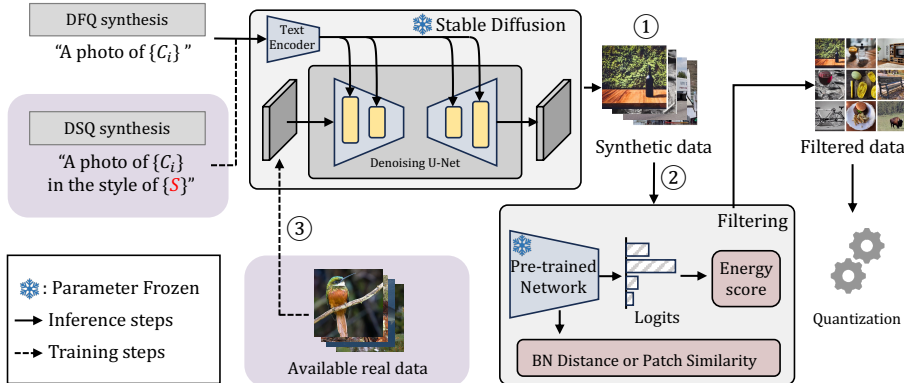 DFQ synthesis
“A photo of {Ci} ”
DSQ synthesis
“A photo of {Ci}
in the style of {S}”
: Parameter Frozen
Inference steps
Training steps
Text
Encoder
Stable Diffusion
Denoising U-Net
③
Available real data
①
Synthetic data
②
Filtering
Pre-trained
Network
Logits
Energy
score
BN Distance or Patch Similarity
Filtered data
Quantization